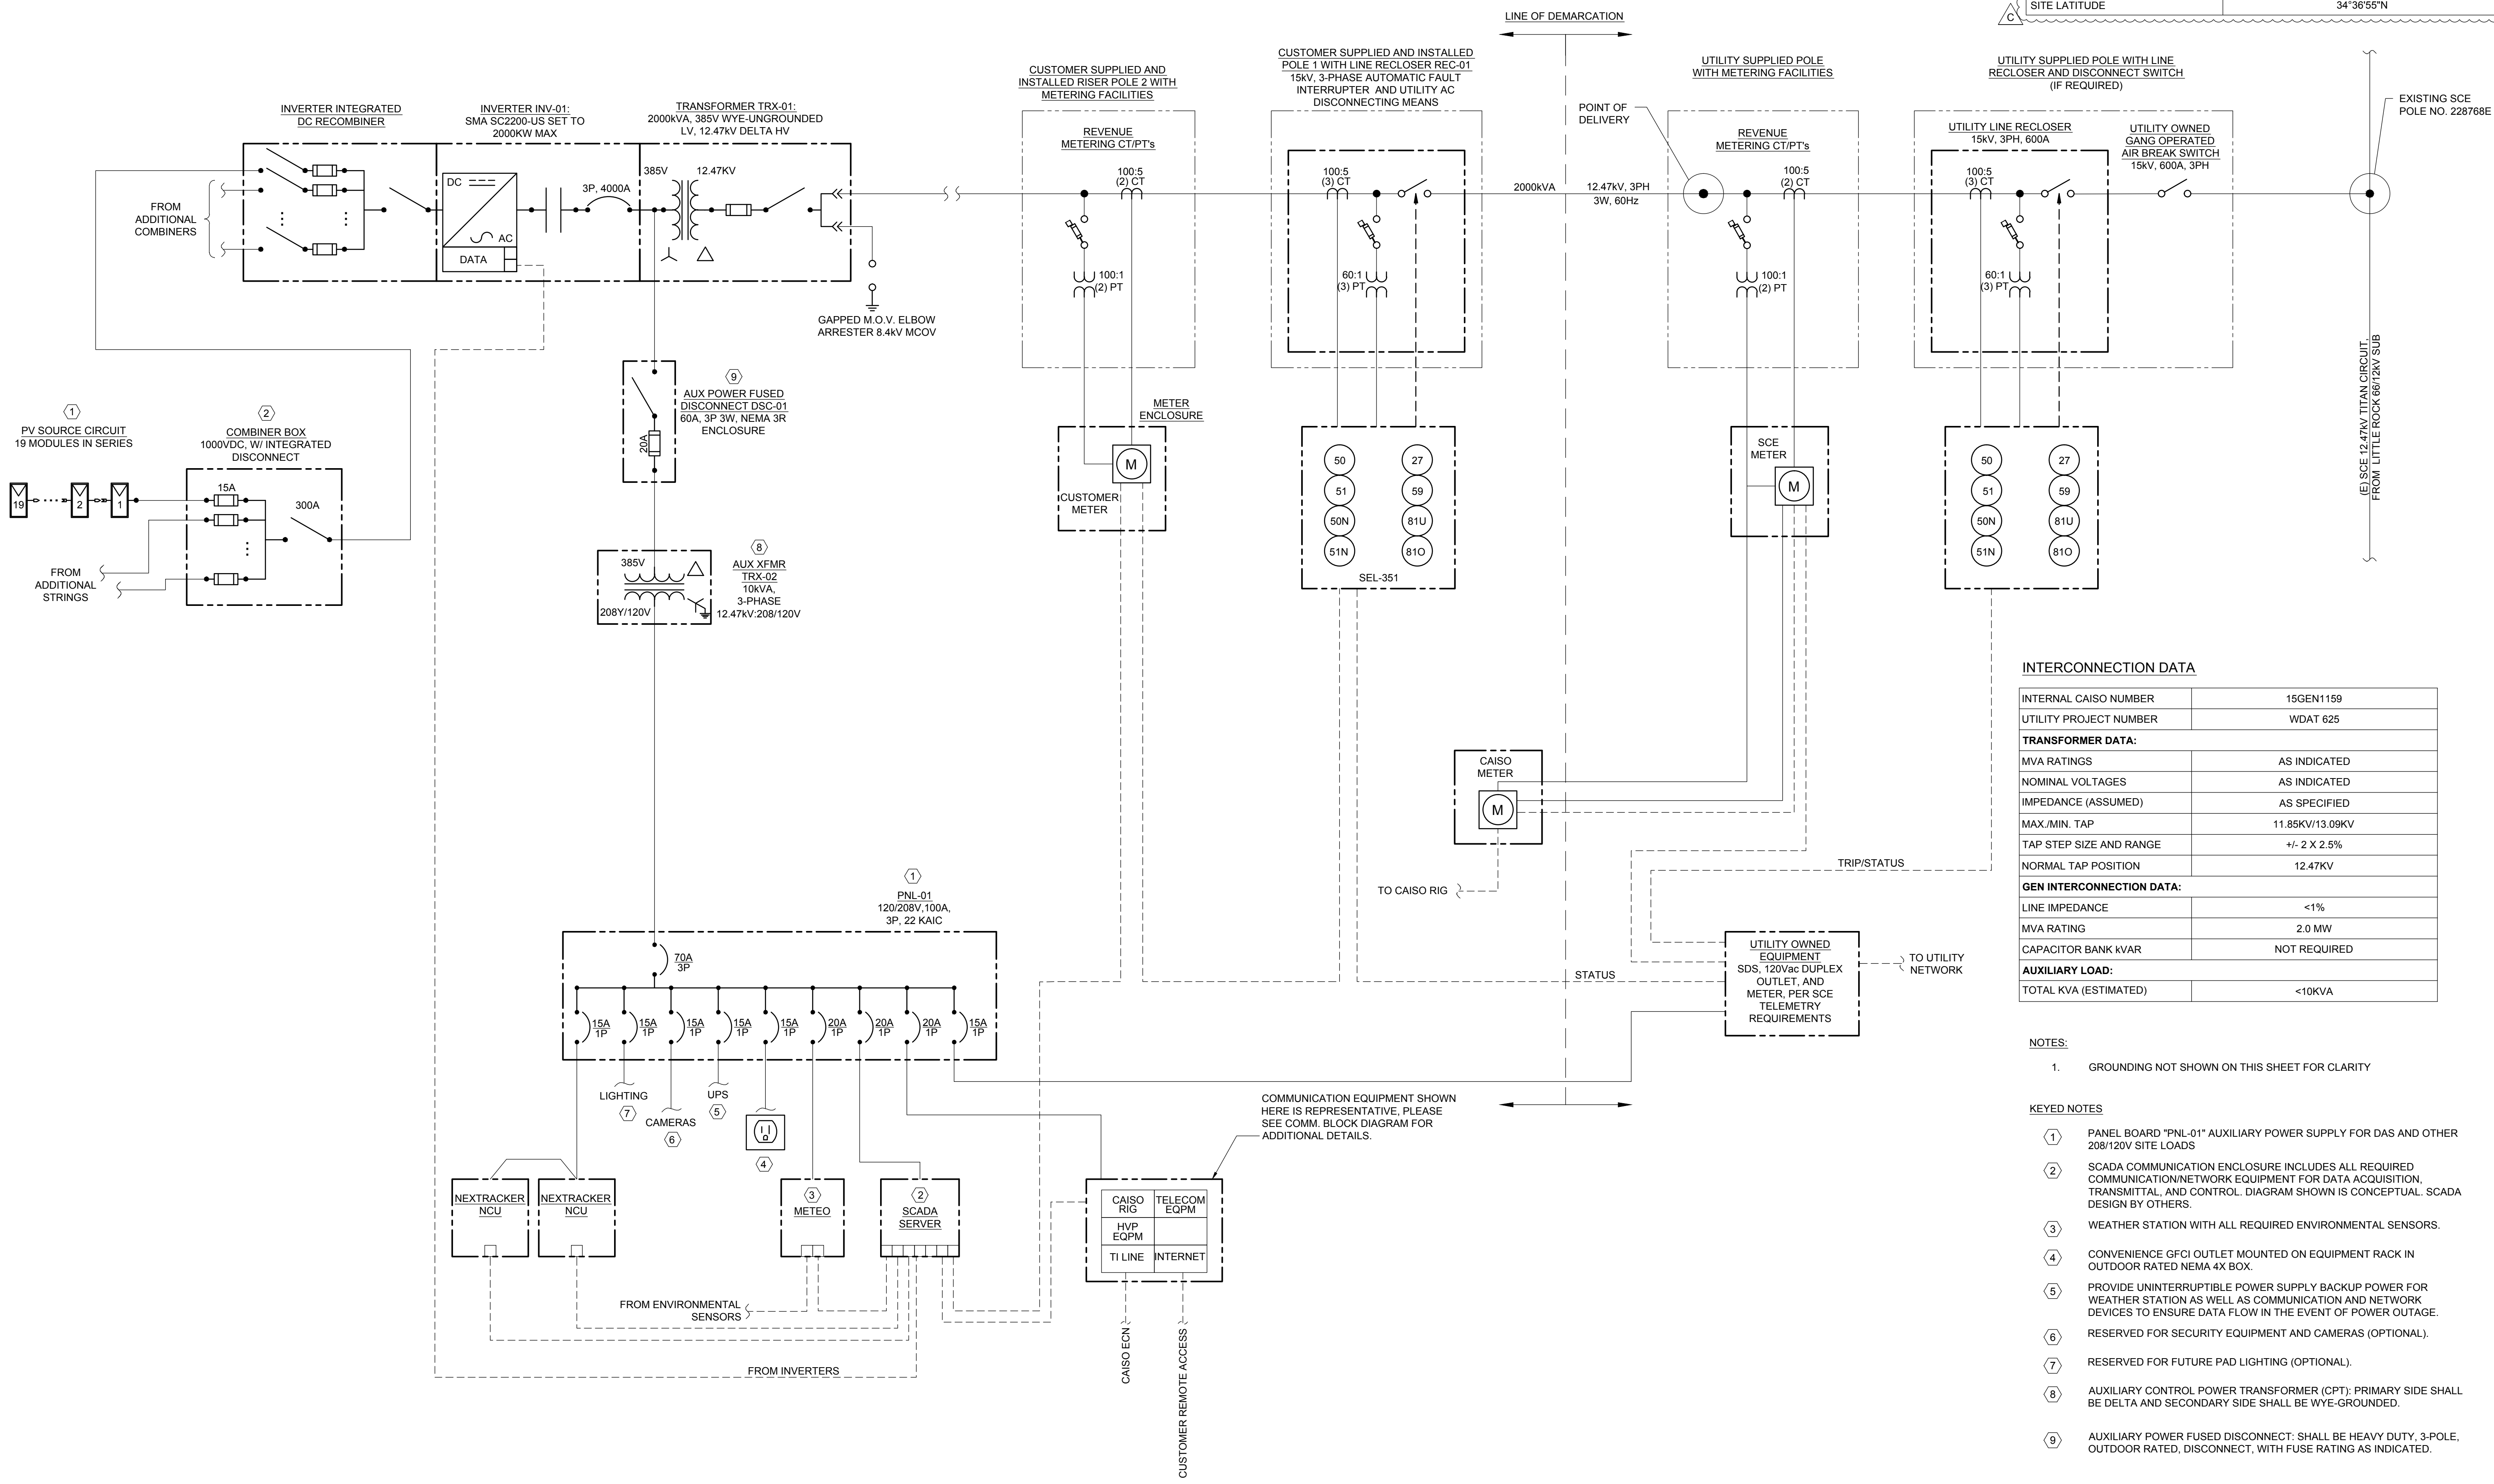 LINE OF DEMARCATION
C
SITE LATITUDE
34°36'55"N
INVERTER INTEGRATED
DC RECOMBINER
INVERTER INV-01:
SMA SC2200-US SET TO
2000KW MAX
TRANSFORMER TRX-01:
2000kVA, 385V WYE-UNGROUNDED
LV, 12.47kV DELTA HV
CUSTOMER SUPPLIED AND
INSTALLED RISER POLE 2 WITH
METERING FACILITIES
CUSTOMER SUPPLIED AND INSTALLED
POLE 1 WITH LINE RECLOSER REC-01
15kV, 3-PHASE AUTOMATIC FAULT
INTERRUPTER AND UTILITY AC
DISCONNECTING MEANS
UTILITY SUPPLIED POLE
WITH METERING FACILITIES
UTILITY SUPPLIED POLE WITH LINE
RECLOSER AND DISCONNECT SWITCH
(IF REQUIRED)
EXISTING SCE
POLE NO. 228768E
POINT OF
DELIVERY
FROM
ADDITIONAL
COMBINERS
DC
AC
DATA
3P, 4000A
385V
12.47KV
GAPPED M.O.V. ELBOW
ARRESTER 8.4kV MCOV
REVENUE
METERING CT/PT's
100:5
(2) CT
100:1
(2) PT
100:5
(3) CT
60:1
(3) PT
2000kVA
12.47kV, 3PH
3W, 60Hz
REVENUE
METERING CT/PT's
100:5
(2) CT
100:1
(2) PT
UTILITY LINE RECLOSER
15kV, 3PH, 600A
100:5
(3) CT
60:1
(3) PT
UTILITY OWNED
GANG OPERATED
AIR BREAK SWITCH
15kV, 600A, 3PH
(E) SCE 12.47kV TITAN CIRCUIT,
FROM LITTLE ROCK 66/12kV SUB
1
PV SOURCE CIRCUIT
19 MODULES IN SERIES
19
2
1
2
COMBINER BOX
1000VDC, W/ INTEGRATED
DISCONNECT
15A
300A
FROM
ADDITIONAL
STRINGS
9
AUX POWER FUSED
DISCONNECT DSC-01
60A, 3P 3W, NEMA 3R
ENCLOSURE
20A
8
AUX XFMR
TRX-02
10kVA,
3-PHASE
12.47kV:208/120V
385V
208Y/120V
METER
ENCLOSURE
M
CUSTOMER
METER
50
27
51
59
50N
81U
51N
81O
SEL-351
SCE
METER
M
50
27
51
59
50N
81U
51N
81O
CAISO
METER
M
TO CAISO RIG
TRIP/STATUS
STATUS
UTILITY OWNED
EQUIPMENT
SDS, 120Vac DUPLEX
OUTLET, AND
METER, PER SCE
TELEMETRY
REQUIREMENTS
TO UTILITY
NETWORK
1
PNL-01
120/208V,100A,
3P, 22 KAIC
70A
3P
15A
1P
15A
1P
15A
1P
15A
1P
15A
1P
20A
1P
20A
1P
20A
1P
15A
1P
LIGHTING
7
CAMERAS
6
UPS
5
4
NEXTRACKER
NCU
NEXTRACKER
NCU
3
METEO
2
SCADA
SERVER
FROM ENVIRONMENTAL
SENSORS
FROM INVERTERS
COMMUNICATION EQUIPMENT SHOWN
HERE IS REPRESENTATIVE, PLEASE
SEE COMM. BLOCK DIAGRAM FOR
ADDITIONAL DETAILS.
CAISO
RIG
TELECOM
EQPM
HVP
EQPM
TI LINE
INTERNET
CAISO ECN
CUSTOMER REMOTE ACCESS
INTERCONNECTION DATA
INTERNAL CAISO NUMBER
15GEN1159
UTILITY PROJECT NUMBER
WDAT 625
TRANSFORMER DATA:
MVA RATINGS
AS INDICATED
NOMINAL VOLTAGES
AS INDICATED
IMPEDANCE (ASSUMED)
AS SPECIFIED
MAX./MIN. TAP
11.85KV/13.09KV
TAP STEP SIZE AND RANGE
+/- 2 X 2.5%
NORMAL TAP POSITION
12.47KV
GEN INTERCONNECTION DATA:
LINE IMPEDANCE
<1%
MVA RATING
2.0 MW
CAPACITOR BANK kVAR
NOT REQUIRED
AUXILIARY LOAD:
TOTAL KVA (ESTIMATED)
<10KVA
NOTES:
1. GROUNDING NOT SHOWN ON THIS SHEET FOR CLARITY
KEYED NOTES
1 PANEL BOARD "PNL-01" AUXILIARY POWER SUPPLY FOR DAS AND OTHER
208/120V SITE LOADS
2 SCADA COMMUNICATION ENCLOSURE INCLUDES ALL REQUIRED
COMMUNICATION/NETWORK EQUIPMENT FOR DATA ACQUISITION,
TRANSMITTAL, AND CONTROL. DIAGRAM SHOWN IS CONCEPTUAL. SCADA
DESIGN BY OTHERS.
3 WEATHER STATION WITH ALL REQUIRED ENVIRONMENTAL SENSORS.
4 CONVENIENCE GFCI OUTLET MOUNTED ON EQUIPMENT RACK IN
OUTDOOR RATED NEMA 4X BOX.
5 PROVIDE UNINTERRUPTIBLE POWER SUPPLY BACKUP POWER FOR
WEATHER STATION AS WELL AS COMMUNICATION AND NETWORK
DEVICES TO ENSURE DATA FLOW IN THE EVENT OF POWER OUTAGE.
6 RESERVED FOR SECURITY EQUIPMENT AND CAMERAS (OPTIONAL).
7 RESERVED FOR FUTURE PAD LIGHTING (OPTIONAL).
8 AUXILIARY CONTROL POWER TRANSFORMER (CPT): PRIMARY SIDE SHALL
BE DELTA AND SECONDARY SIDE SHALL BE WYE-GROUNDED.
9 AUXILIARY POWER FUSED DISCONNECT: SHALL BE HEAVY DUTY, 3-POLE,
OUTDOOR RATED, DISCONNECT, WITH FUSE RATING AS INDICATED.